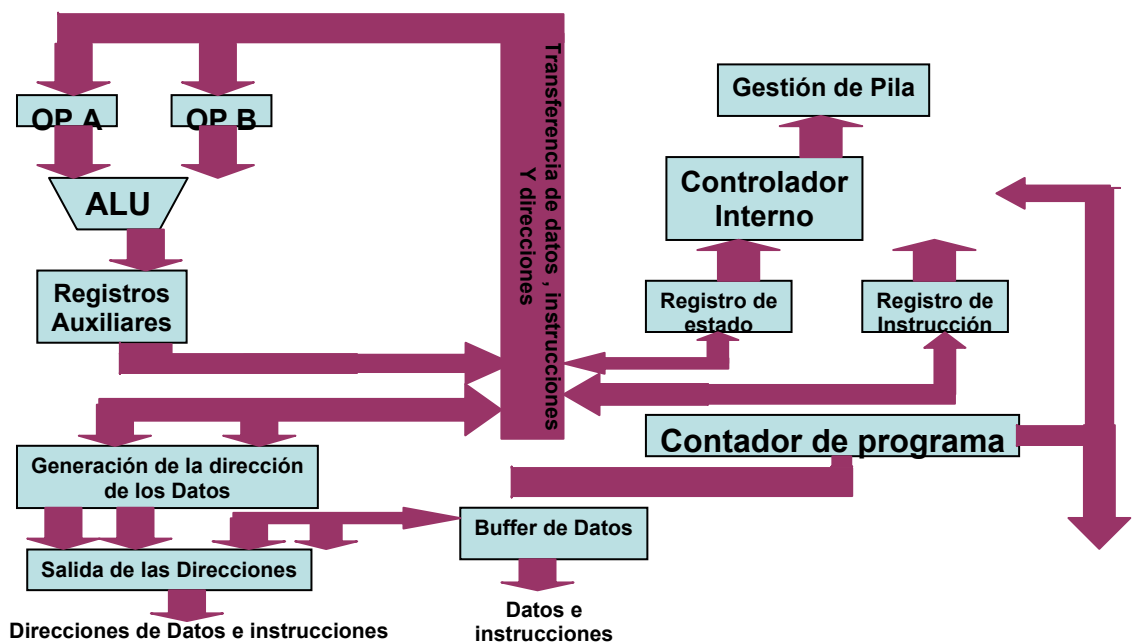 OP A
OP B
ALU
Registros
Auxiliares
Transferencia de datos , instrucciones
Y direcciones
Gestión de Pila
Controlador
Interno
Registro de
estado
Registro de
Instrucción
Contador de programa
Generación de la dirección
de los Datos
Buffer de Datos
Salida de las Direcciones
Datos e
instrucciones
Direcciones de Datos e instrucciones